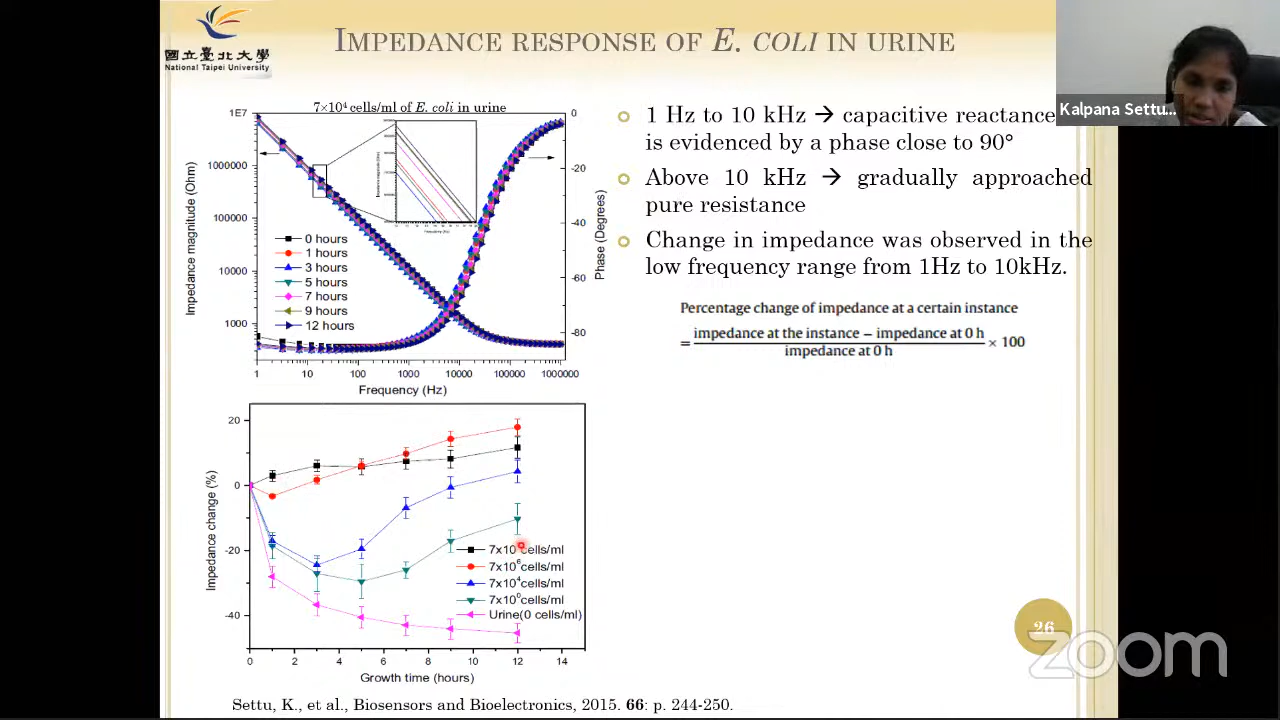 國立臺北大學
National Taipei University
IMPEDANCE RESPONSE OF E. COLI IN URINE
Kalpana Settu...
7×10⁴ cells/ml of E. coli in urine
1E7
1000000
100000
10000
1000
Impedance magnitude (Ohm)
0
-20
-40
-60
-80
Phase (Degrees)
0 hours
1 hours
3 hours
5 hours
7 hours
9 hours
12 hours
1 10 100 1000 10000 100000 1000000
Frequency (Hz)
1 Hz to 10 kHz → capacitive reactance
is evidenced by a phase close to 90°
Above 10 kHz → gradually approached
pure resistance
Change in impedance was observed in the
low frequency range from 1Hz to 10kHz.
Percentage change of impedance at a certain instance
= impedance at the instance − impedance at 0 h
impedance at 0 h
× 100
20
0
-20
-40
Impedance change (%)
7x10 cells/ml
7x10⁶cells/ml
7x10⁴cells/ml
7x10⁰cells/ml
Urine(0 cells/ml)
0 2 4 6 8 10 12 14
Growth time (hours)
26
zoom
Settu, K., et al., Biosensors and Bioelectronics, 2015. 66: p. 244-250.